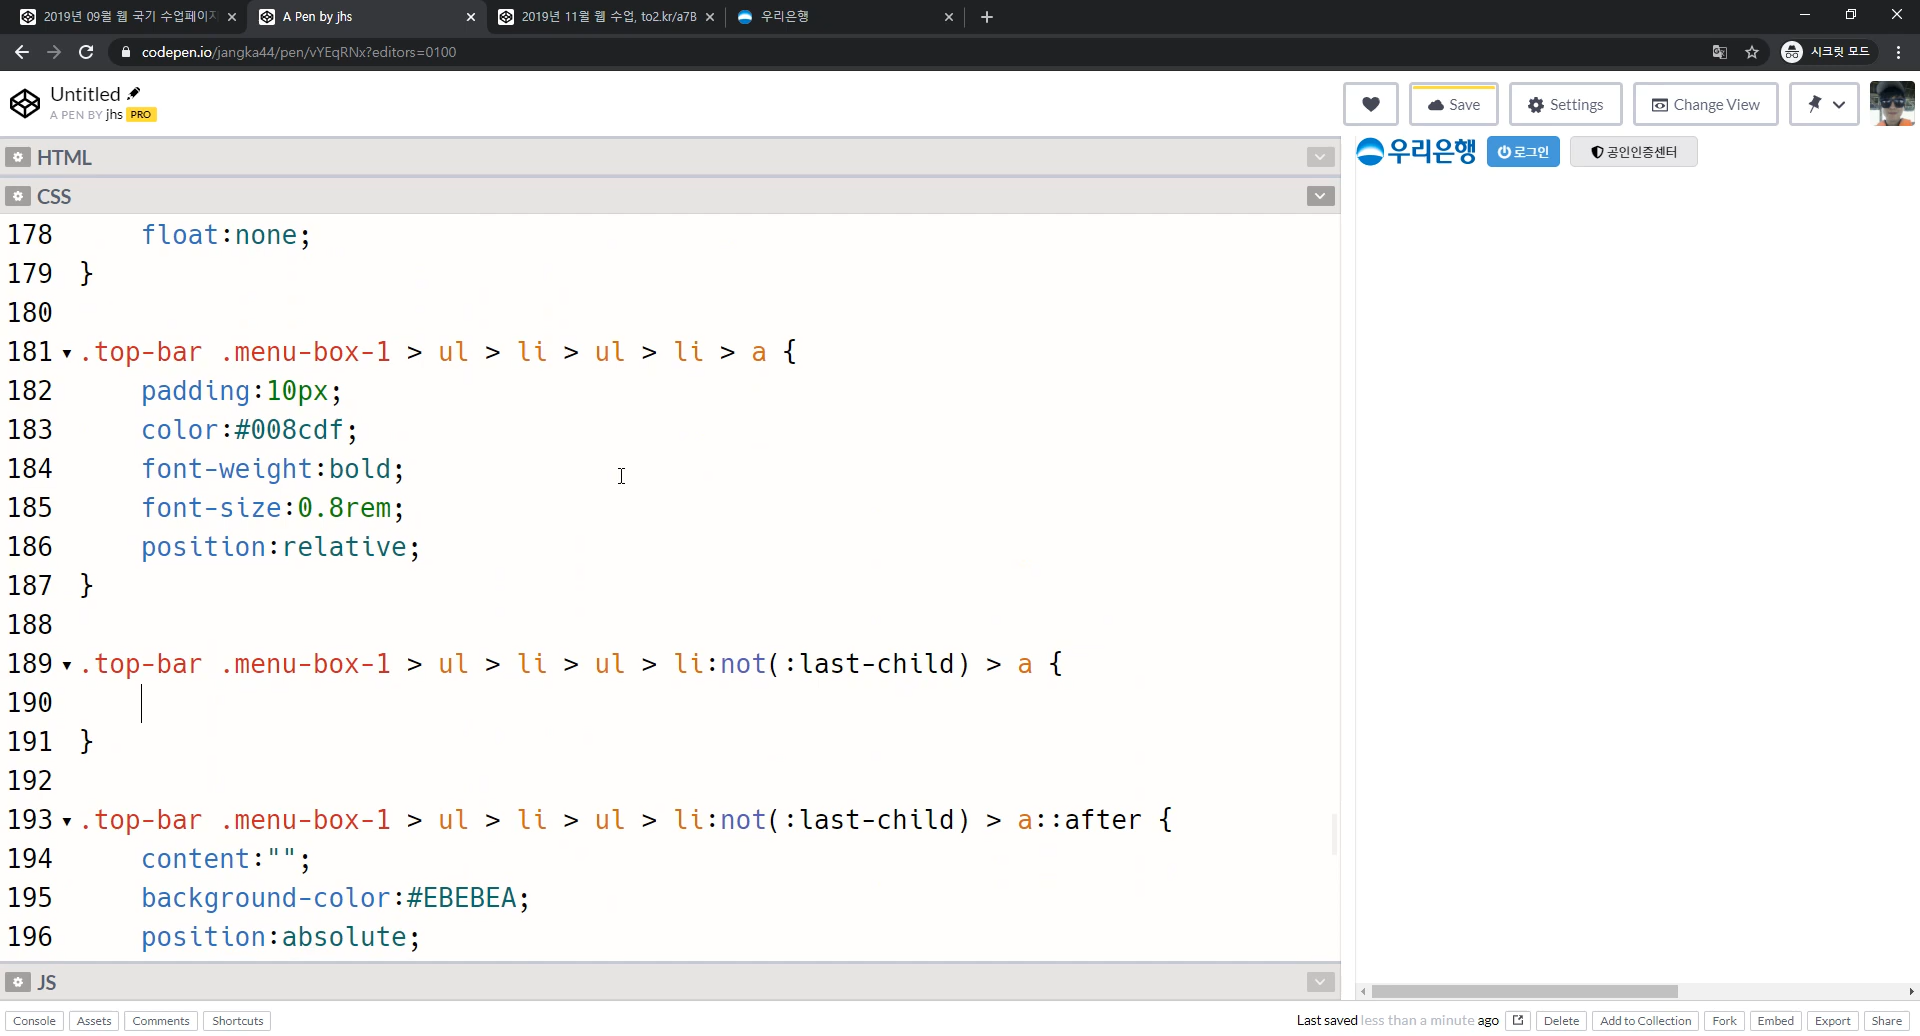 2019년 09월 웹 국기 수업페이지
A Pen by jhs
2019년 11월 웹 수업, to2.kr/a7B
우리은행
codepen.io/jangka44/pen/vYEqRNx?editors=0100
시크릿 모드
Untitled
A PEN BY jhs PRO
Save
Settings
Change View
HTML
우리은행
로그인
공인인증센터
CSS
178 float:none;
179 }
180
181 .top-bar .menu-box-1 > ul > li > ul > li > a {
182 padding:10px;
183 color:#008cdf;
184 font-weight:bold;
185 font-size:0.8rem;
186 position:relative;
187 }
188
189 .top-bar .menu-box-1 > ul > li > ul > li:not(:last-child) > a {
190
191 }
192
193 .top-bar .menu-box-1 > ul > li > ul > li:not(:last-child) > a::after {
194 content:"";
195 background-color:#EBEBEA;
196 position:absolute;
JS
Console Assets Comments Shortcuts
Last saved less than a minute ago
Delete Add to Collection Fork Embed Export Share